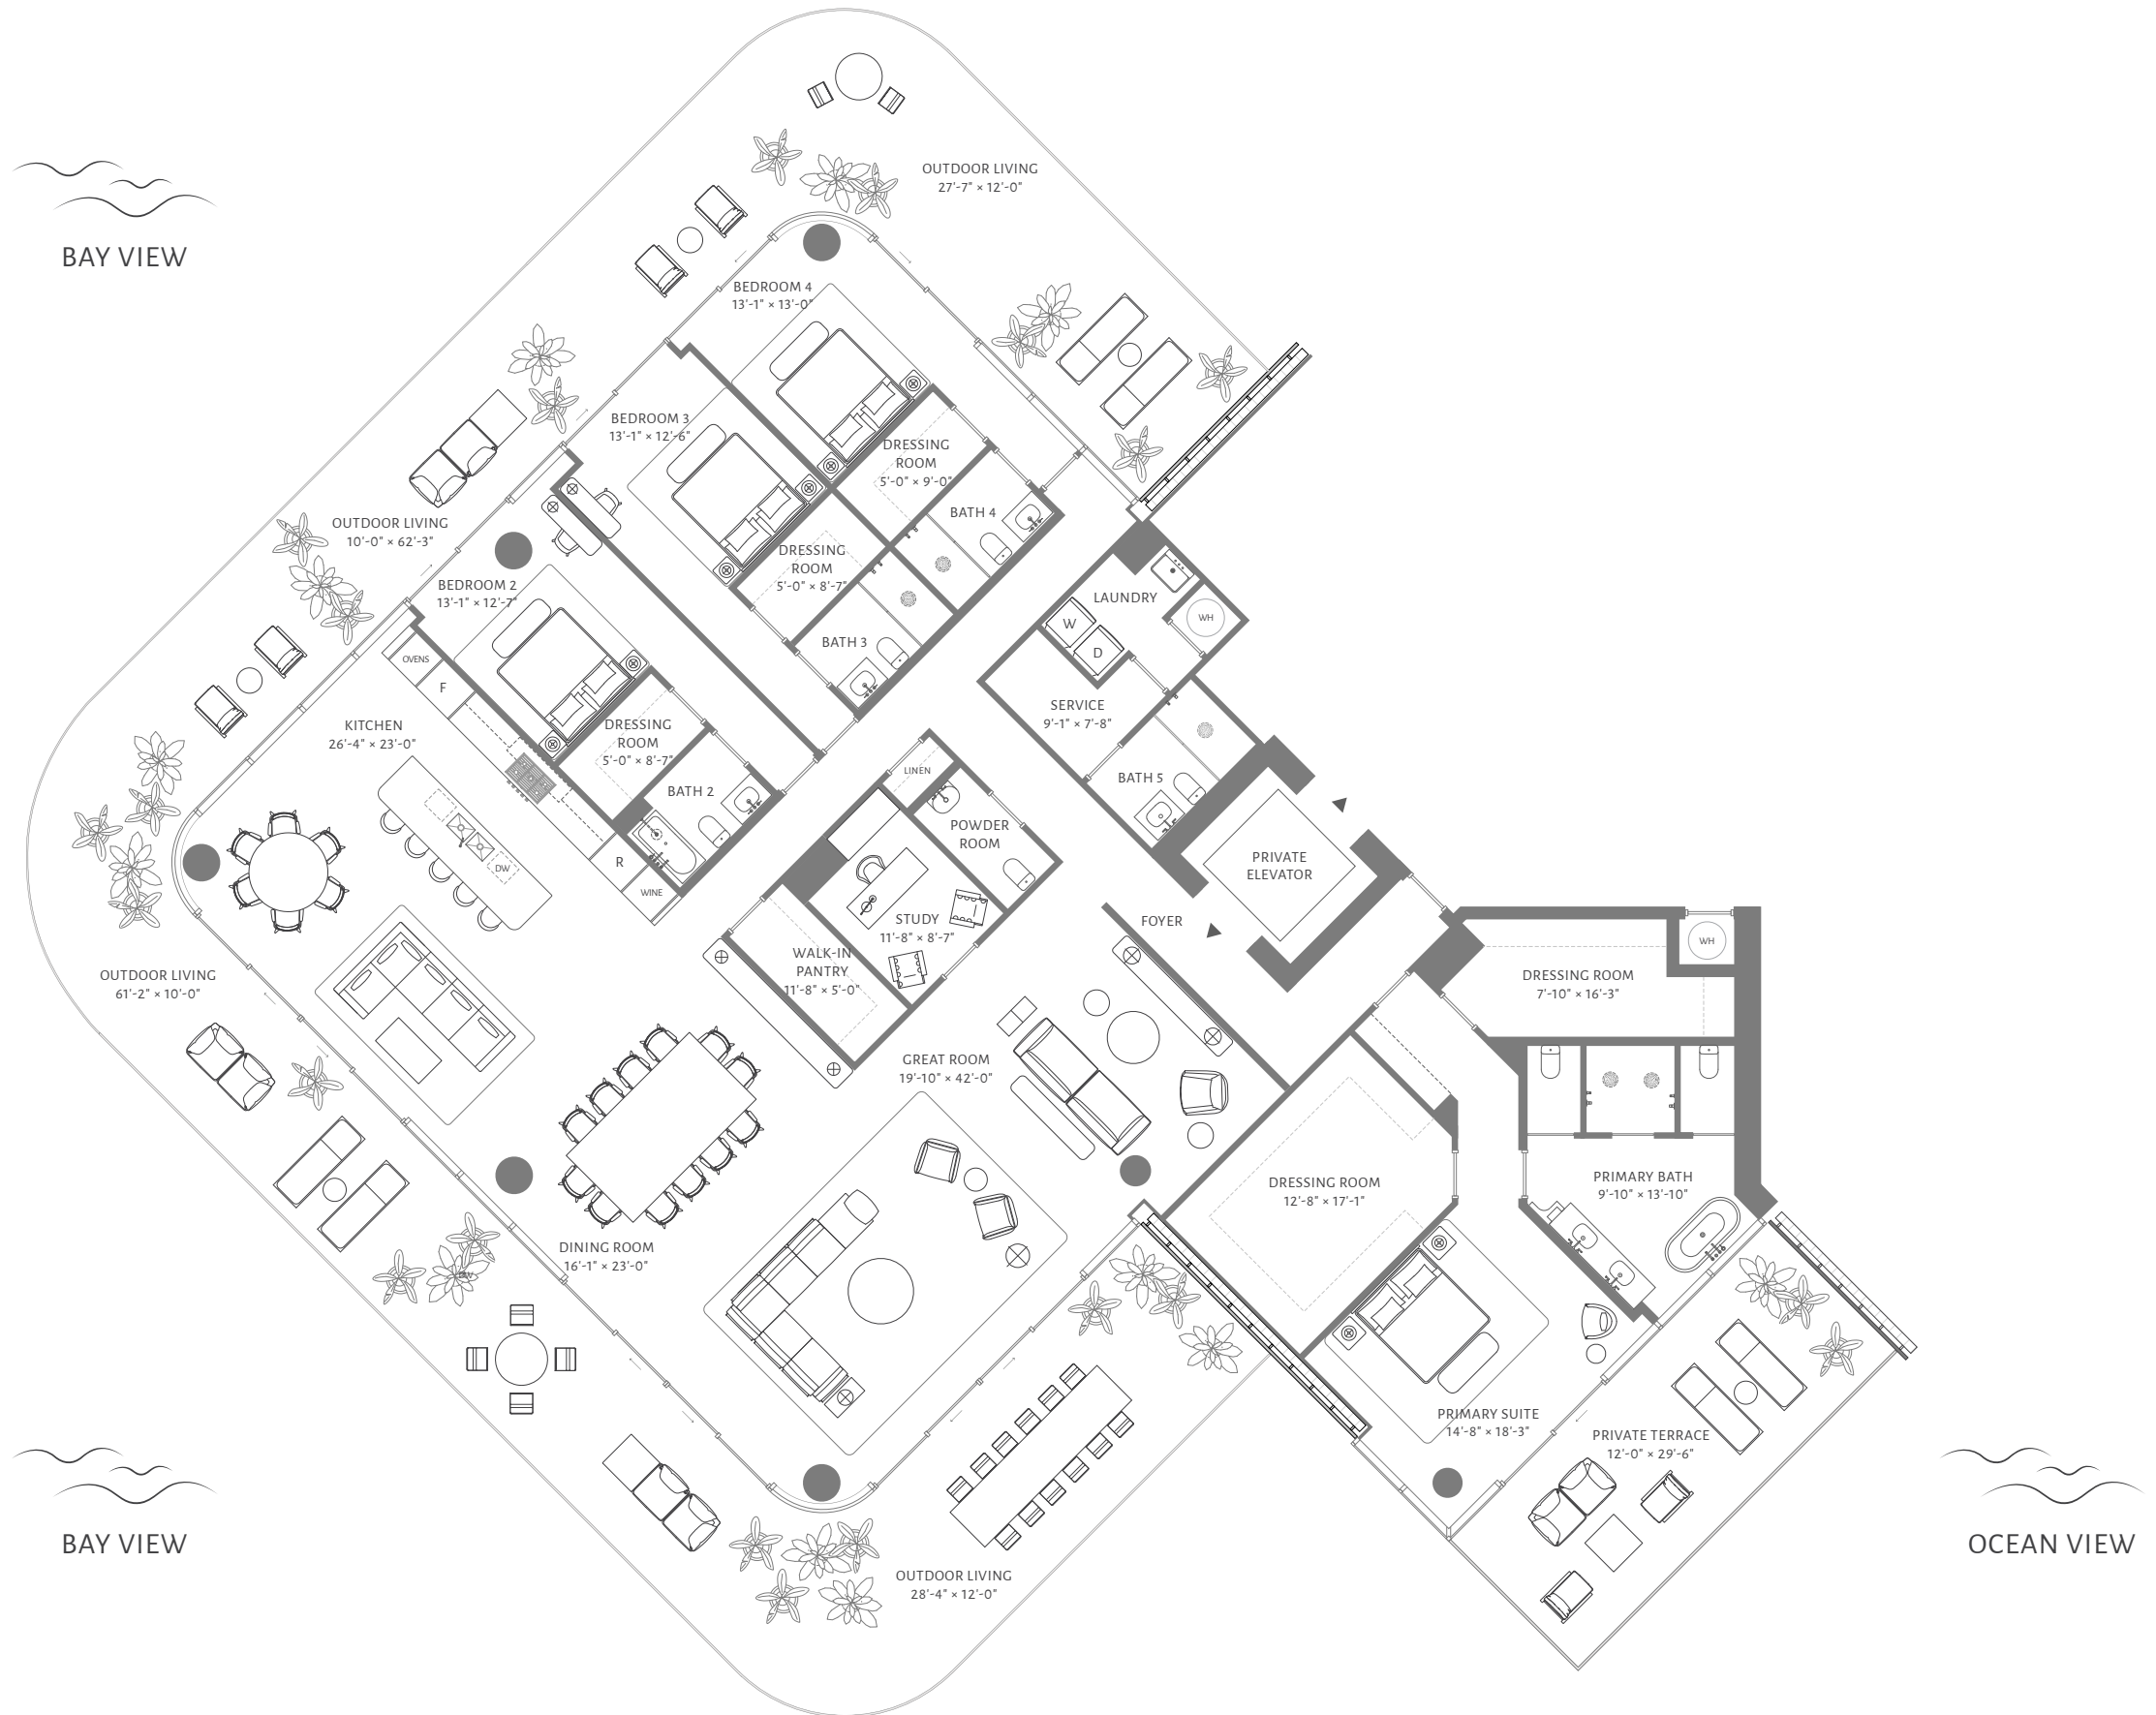 OUTDOOR LIVING
27'-7" × 12'-0"
BAY VIEW
BEDROOM 4
13'-1" × 13'-0"
BEDROOM 3
13'-1" × 12'-6"
DRESSING
ROOM
5'-0" × 9'-0"
BATH 4
OUTDOOR LIVING
10'-0" × 62'-3"
DRESSING
ROOM
5'-0" × 8'-7"
BEDROOM 2
13'-1" × 12'-7"
LAUNDRY
WH
W
D
BATH 3
OVENS
F
SERVICE
9'-1" × 7'-8"
KITCHEN
26'-4" × 23'-0"
DRESSING
ROOM
5'-0" × 8'-7"
LINEN
BATH 5
BATH 2
POWDER
ROOM
PRIVATE
ELEVATOR
DW
R
WINE
STUDY
11'-8" × 8'-7"
FOYER
WH
WALK-IN
PANTRY
11'-8" × 5'-0"
OUTDOOR LIVING
61'-2" × 10'-0"
DRESSING ROOM
7'-10" × 16'-3"
GREAT ROOM
19'-10" × 42'-0"
DRESSING ROOM
12'-8" × 17'-1"
PRIMARY BATH
9'-10" × 13'-10"
DINING ROOM
16'-1" × 23'-0"
DW
PRIMARY SUITE
14'-8" × 18'-3"
PRIVATE TERRACE
12'-0" × 29'-6"
BAY VIEW
OCEAN VIEW
OUTDOOR LIVING
28'-4" × 12'-0"